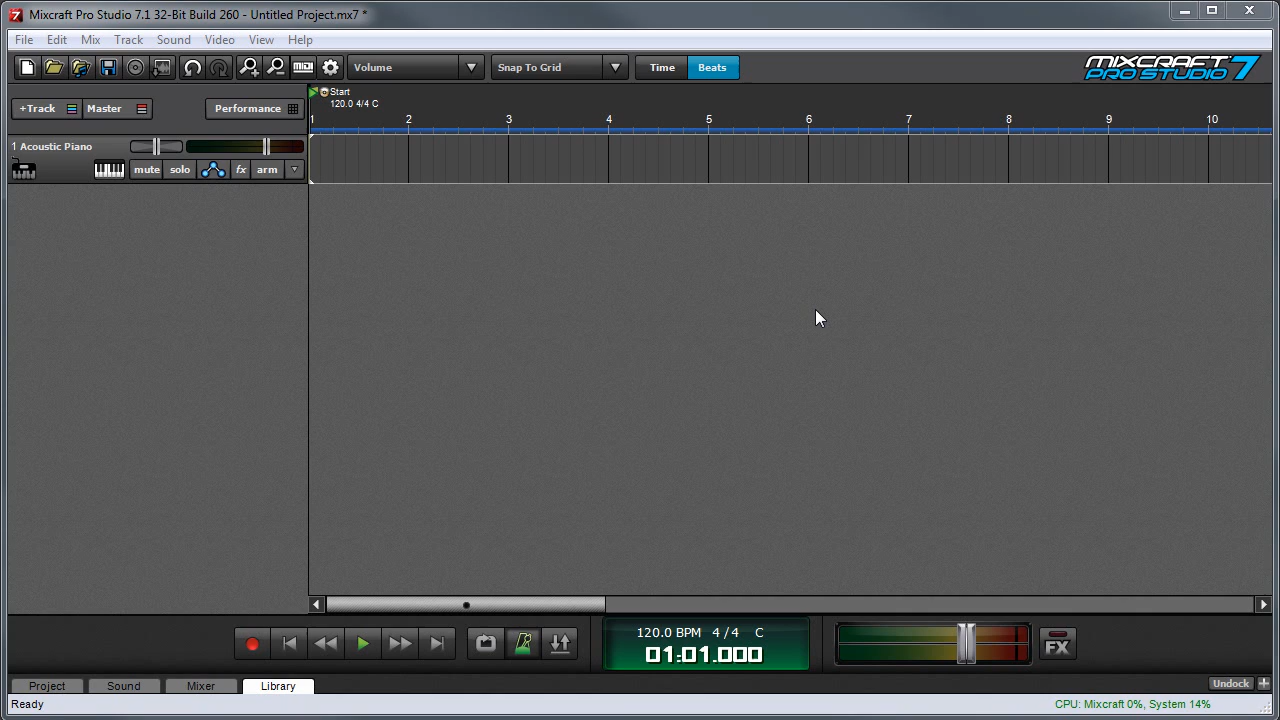 Mixcraft Pro Studio 7.1 32-Bit Build 260 - Untitled Project.mx7 *
File Edit Mix Track Sound Video View Help
Volume Snap To Grid Time Beats MIXCRAFT PRO STUDIO 7
Start
120.0 4/4 C
+Track Master Performance
1 2 3 4 5 6 7 8 9 10
1 Acoustic Piano
mute solo fx arm
120.0 BPM 4 / 4 C
01:01.000
FX
Project Sound Mixer Library Undock +
Ready CPU: Mixcraft 0%, System 14%